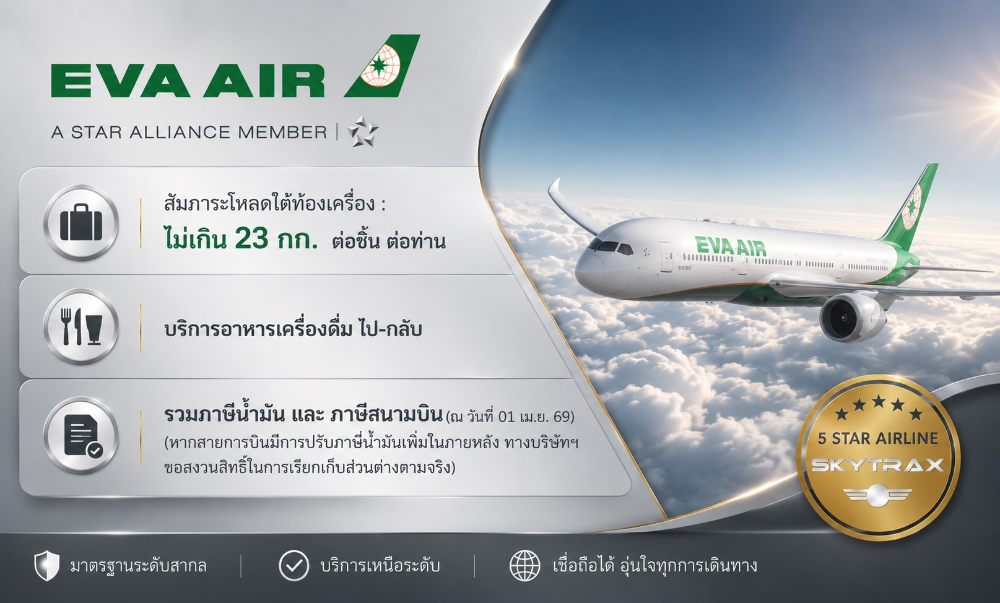 EVA AIR
A STAR ALLIANCE MEMBER
สัมภาระโหลดใต้ท้องเครื่อง :
ไม่เกิน 23 กก. ต่อชิ้น ต่อท่าน
บริการอาหารเครื่องดื่ม ไป-กลับ
รวมภาษีน้ำมัน และ ภาษีสนามบิน (ณ วันที่ 01 เม.ย. 69)
(หากสายการบินมีการปรับภาษี่น้ำมันเพิ่มในภายหลัง ทางบริษัทฯ
ขอสงวนสิทธิ์ในการเรียกเก็บส่วนต่างตามจริง)
EVA AIR
5 STAR AIRLINE
SKYTRAX
มาตรฐานระดับสากล
บริการเหนือระดับ
เชื่อถือได้ อุ่นใจทุกการเดินทาง